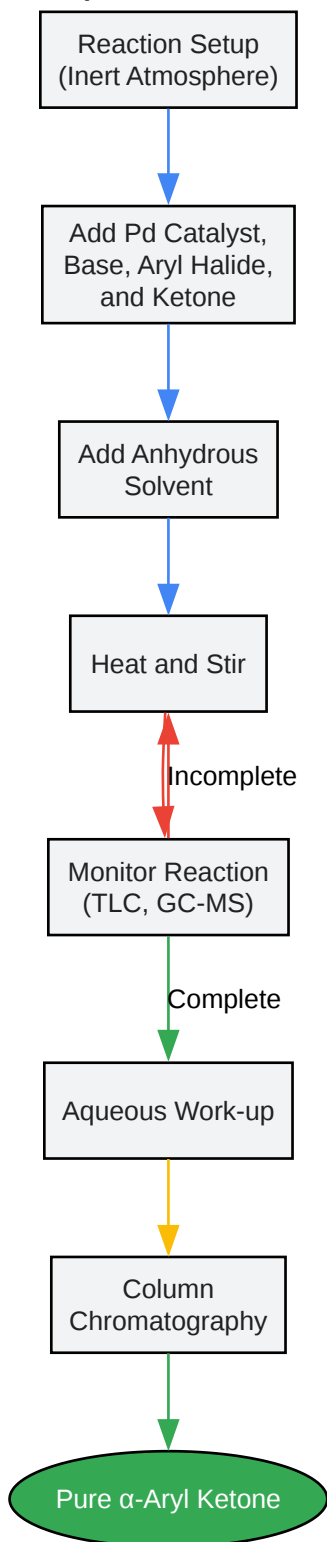 Reaction Setup
(Inert Atmosphere)
Add Pd Catalyst,
Base, Aryl Halide,
and Ketone
Add Anhydrous
Solvent
Heat and Stir
Incomplete
Monitor Reaction
(TLC, GC-MS)
Complete
Aqueous Work-up
Column
Chromatography
Pure α-Aryl Ketone